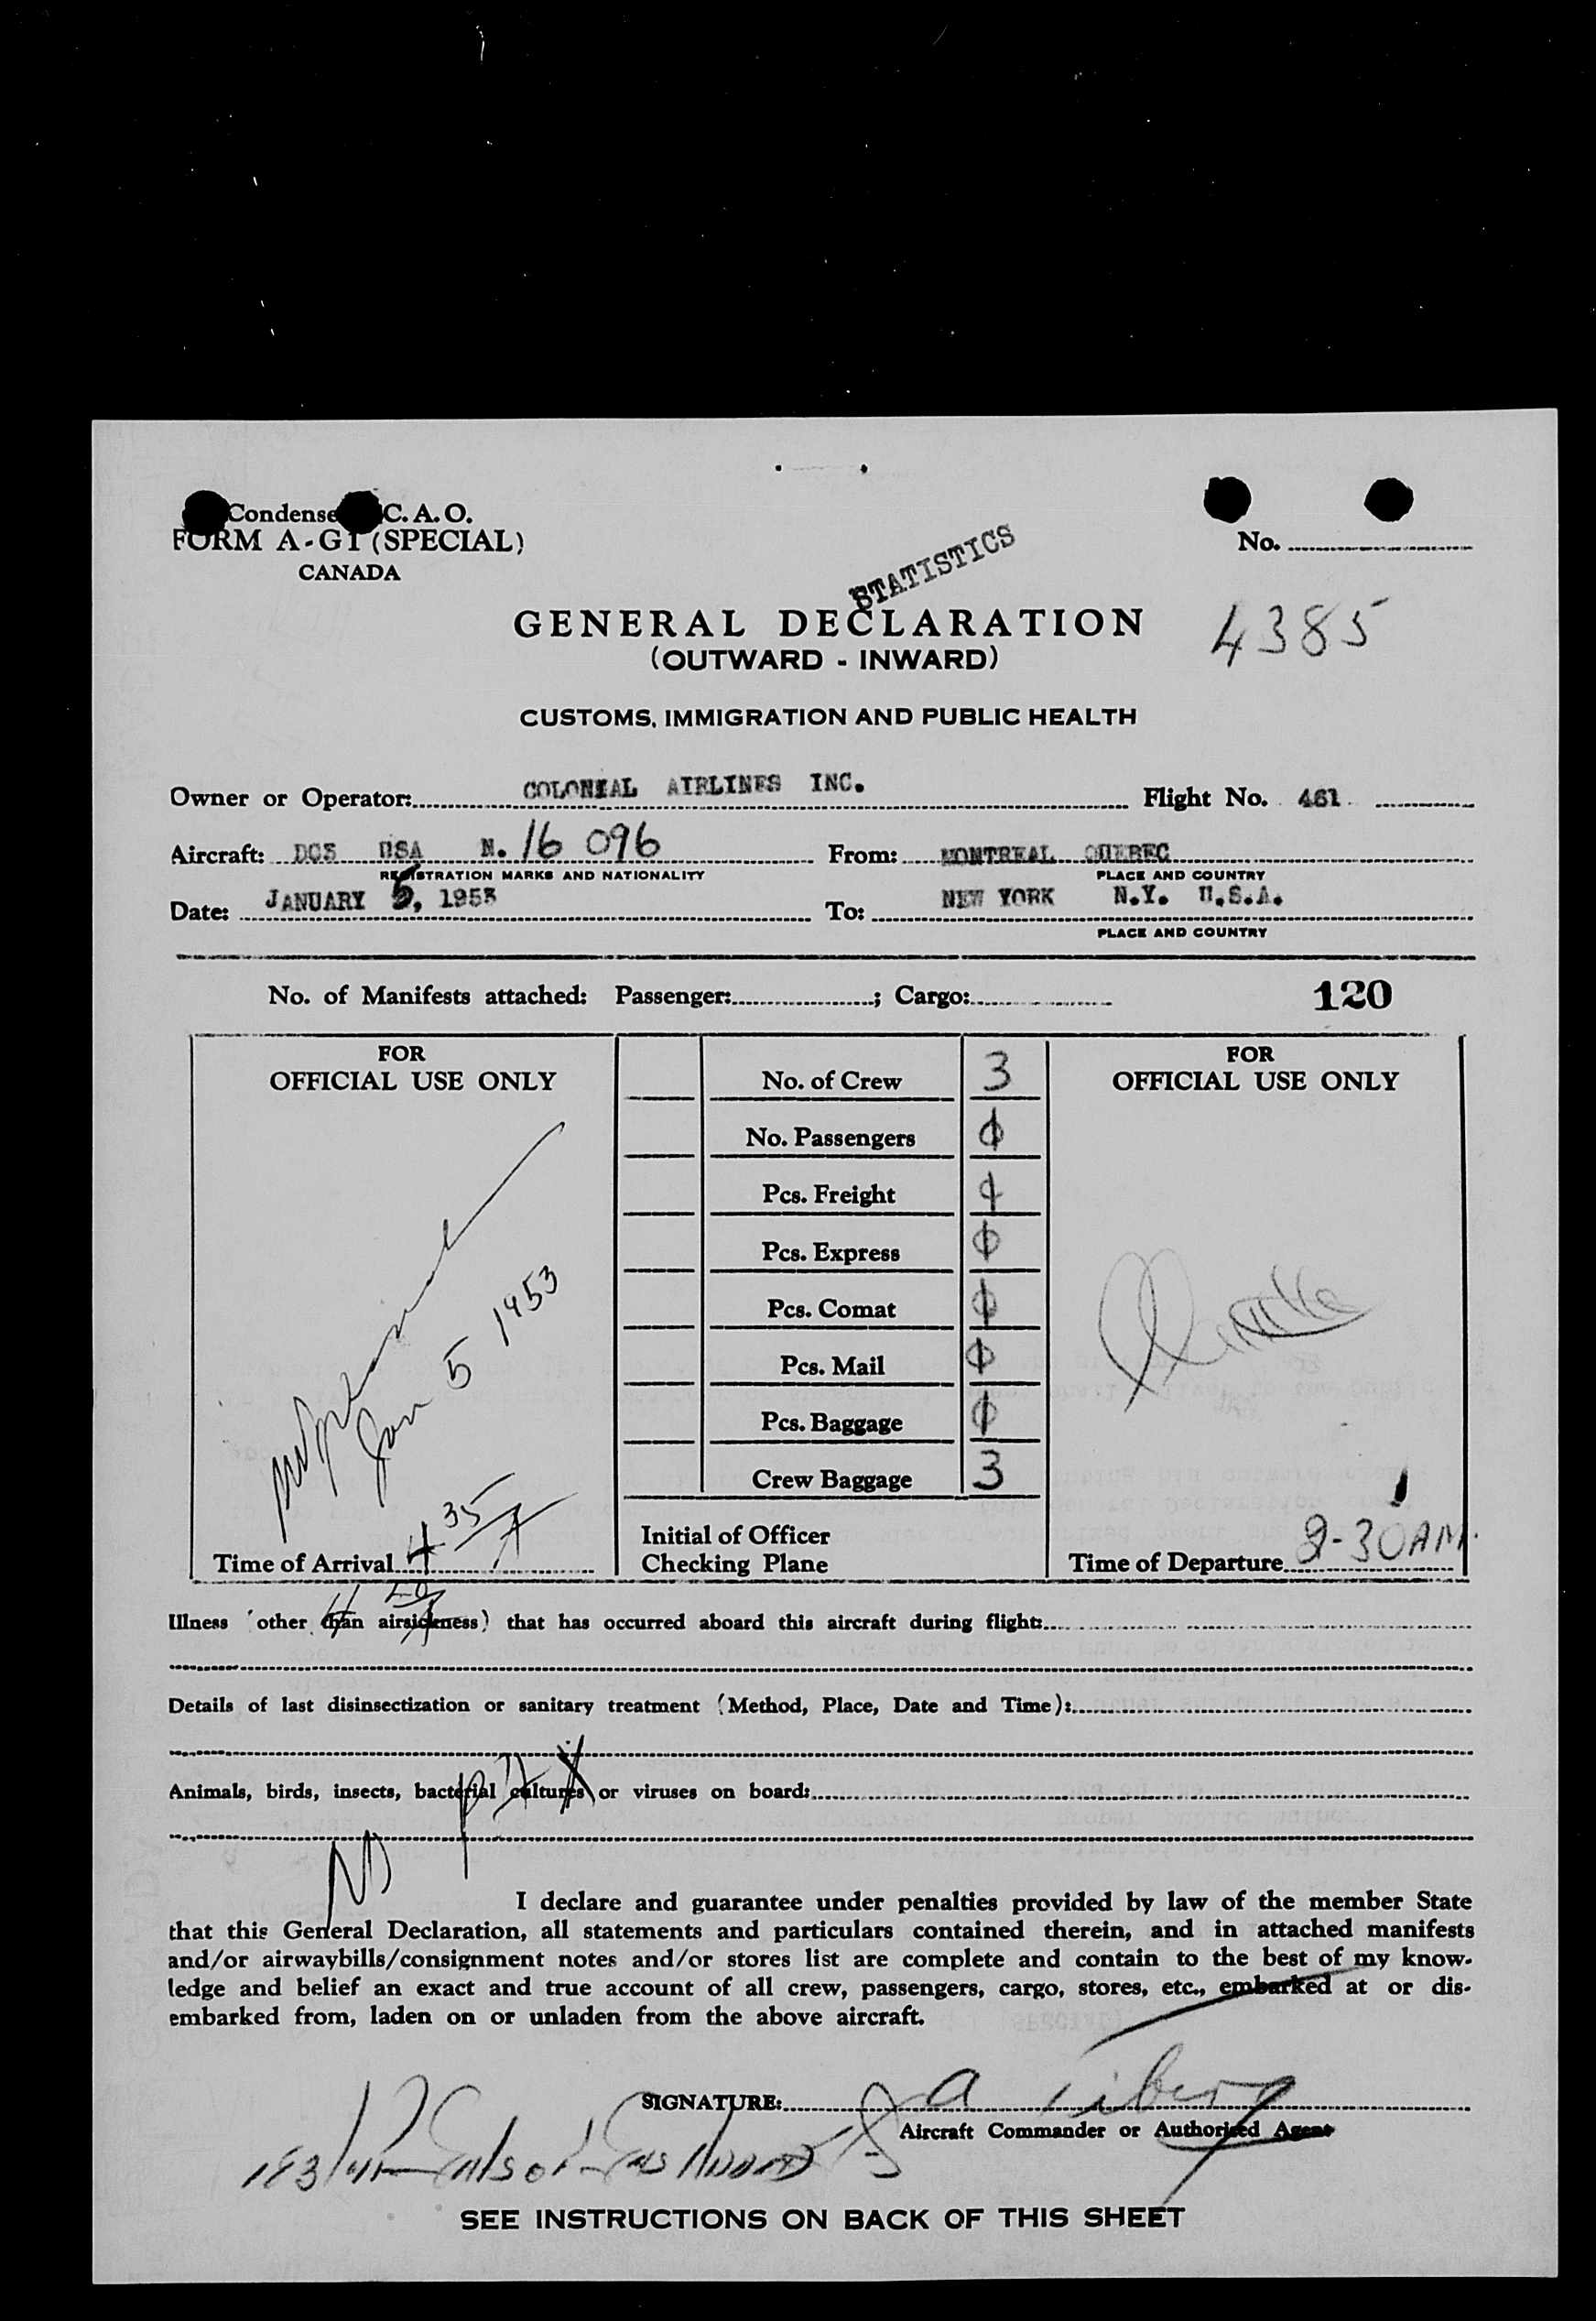 Condense C. A. O.
FORM A-G1 (SPECIAL)
CANADA
No.
STATISTICS
GENERAL DECLARATION
4385
(OUTWARD - INWARD)
CUSTOMS, IMMIGRATION AND PUBLIC HEALTH
Owner or Operator: COLONIAL AIRLINES INC. Flight No. 461
Aircraft: DC3 USA N. 16 096 From: MONTREAL QUEBEC
REGISTRATION MARKS AND NATIONALITY PLACE AND COUNTRY
Date: JANUARY 5, 1953 To: NEW YORK N.Y. U.S.A.
PLACE AND COUNTRY
No. of Manifests attached: Passenger: ; Cargo: 120
FOR
OFFICIAL USE ONLY
Jan 5 1953
4 35
Time of Arrival
No. of Crew 3
No. Passengers
Pcs. Freight
Pcs. Express
Pcs. Comat
Pcs. Mail
Pcs. Baggage
Crew Baggage 3
Initial of Officer
Checking Plane
FOR
OFFICIAL USE ONLY
Time of Departure -30 AM.
Illness (other than airsickness) that has occurred aboard this aircraft during flight:
Details of last disinsectization or sanitary treatment (Method, Place, Date and Time):
Animals, birds, insects, bacterial cultures or viruses on board:
I declare and guarantee under penalties provided by law of the member State
that this General Declaration, all statements and particulars contained therein, and in attached manifests
and/or airwaybills/consignment notes and/or stores list are complete and contain to the best of my know-
ledge and belief an exact and true account of all crew, passengers, cargo, stores, etc., embarked at or dis-
embarked from, laden on or unladen from the above aircraft.
SIGNATURE:
Aircraft Commander or Authorized Agent
SEE INSTRUCTIONS ON BACK OF THIS SHEET